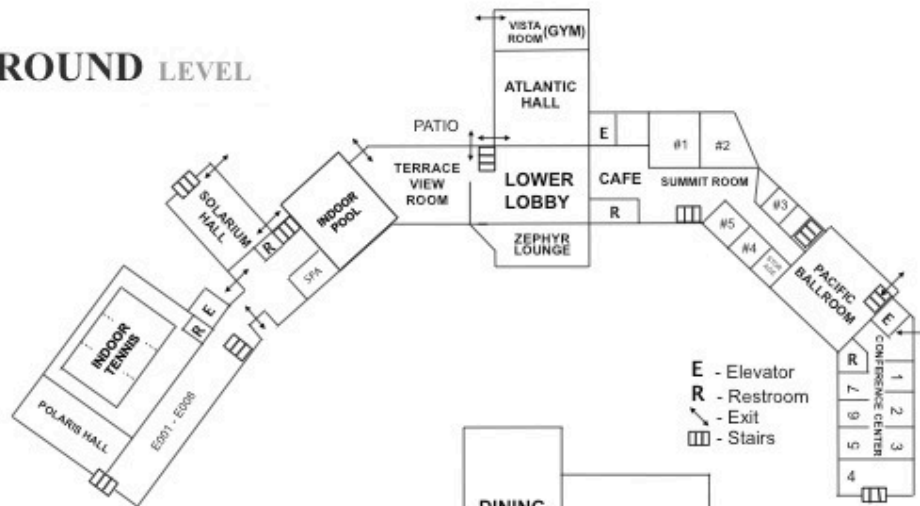 ROUND LEVEL
VISTA
ROOM (GYM)
ATLANTIC
HALL
PATIO
E
#1
#2
TERRACE
VIEW
ROOM
LOWER
LOBBY
CAFE
SUMMIT ROOM
R
ZEPHYR
LOUNGE
SOLARIUM
HALL
INDOOR
POOL
R
SPA
E
R
INDOOR
TENNIS
POLARIS HALL
E001 - E006
#3
#5
#4
STOR
AGE
PACIFIC
BALLROOM
E
R
CONFERENCE CENTER
1
2
3
7
6
5
4
E - Elevator
R - Restroom
- Exit
- Stairs
DINING